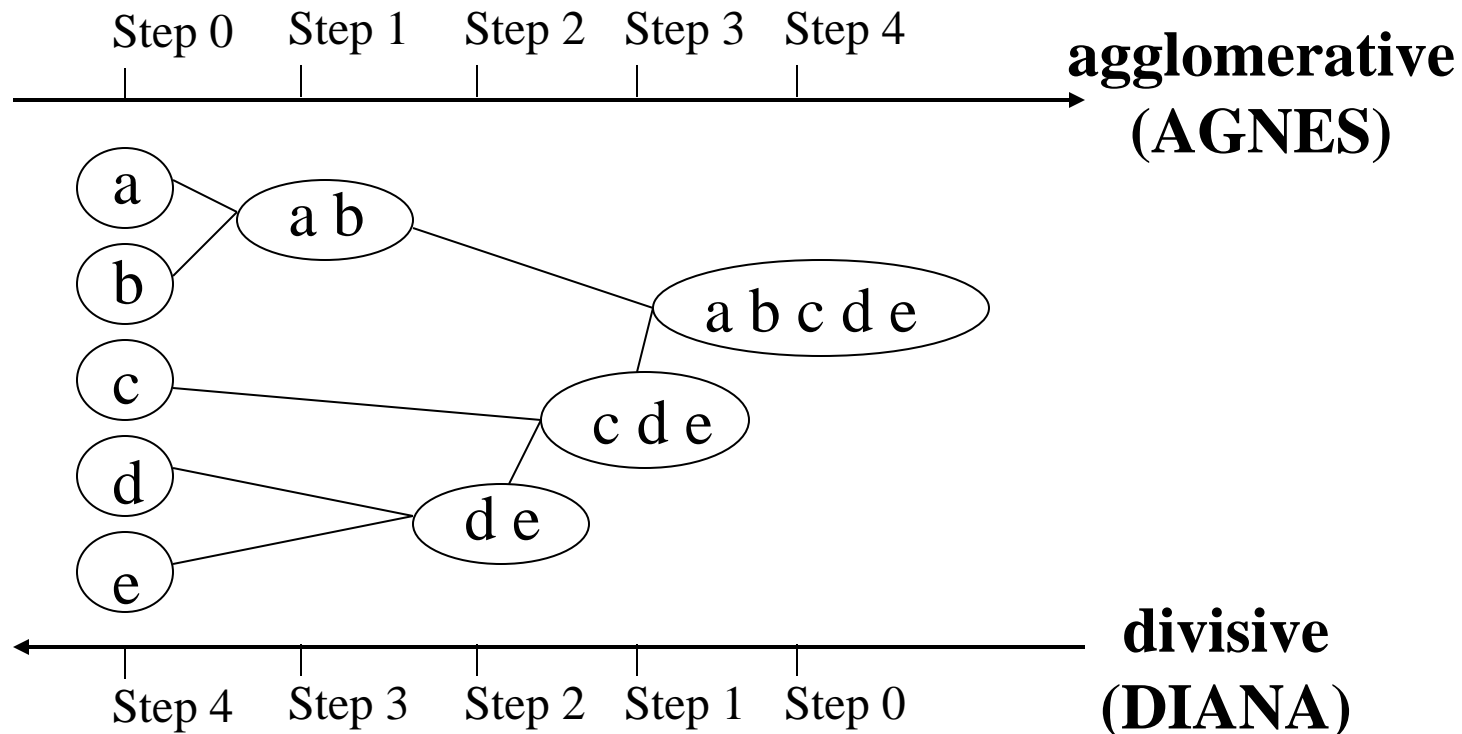 Step 0 Step 1 Step 2 Step 3 Step 4
agglomerative
(AGNES)
a
a b
b
a b c d e
c
c d e
d
d e
e
divisive
(DIANA)
Step 4 Step 3 Step 2 Step 1 Step 0